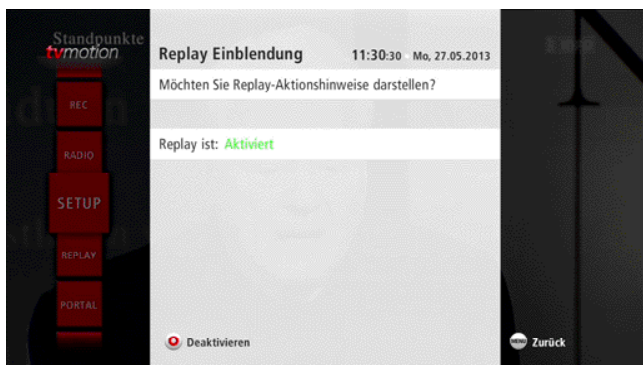 Standpunkte
tvmotion
Replay Einblendung 11:30:30 - Mo, 27.05.2013
Möchten Sie Replay-Aktionshinweise darstellen?
REC
Replay ist: Aktiviert
RADIO
SETUP
REPLAY
PORTAL
Deaktivieren
MENU Zurück